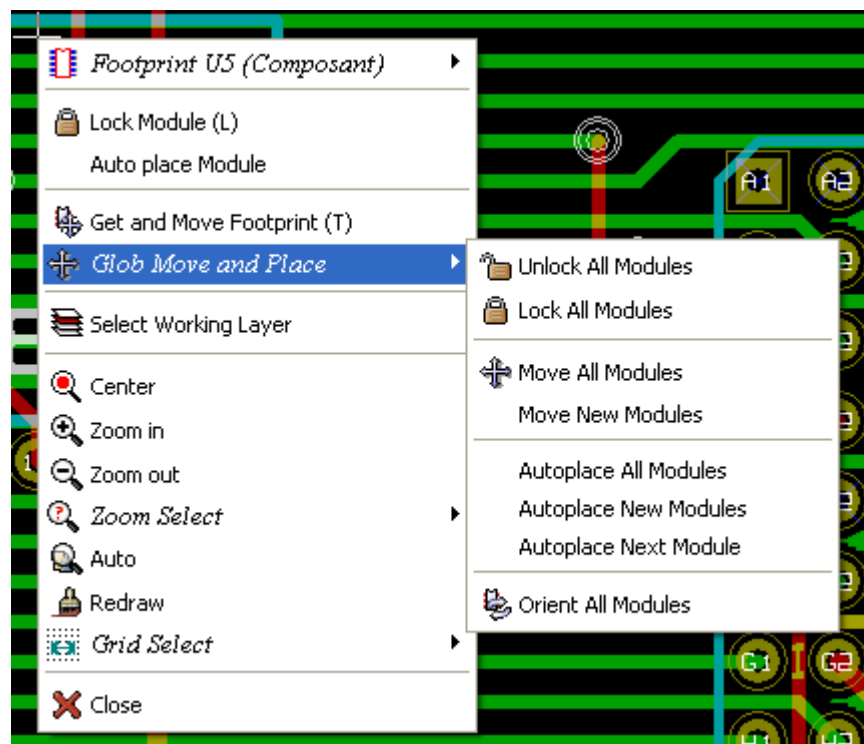 Footprint U5 (Composant)
Lock Module (L)
Auto place Module
Get and Move Footprint (T)
Glob Move and Place
Select Working Layer
Center
Zoom in
Zoom out
Zoom Select
Auto
Redraw
Grid Select
Close
Unlock All Modules
Lock All Modules
Move All Modules
Move New Modules
Autoplace All Modules
Autoplace New Modules
Autoplace Next Module
Orient All Modules
A1 A2
G1 G2